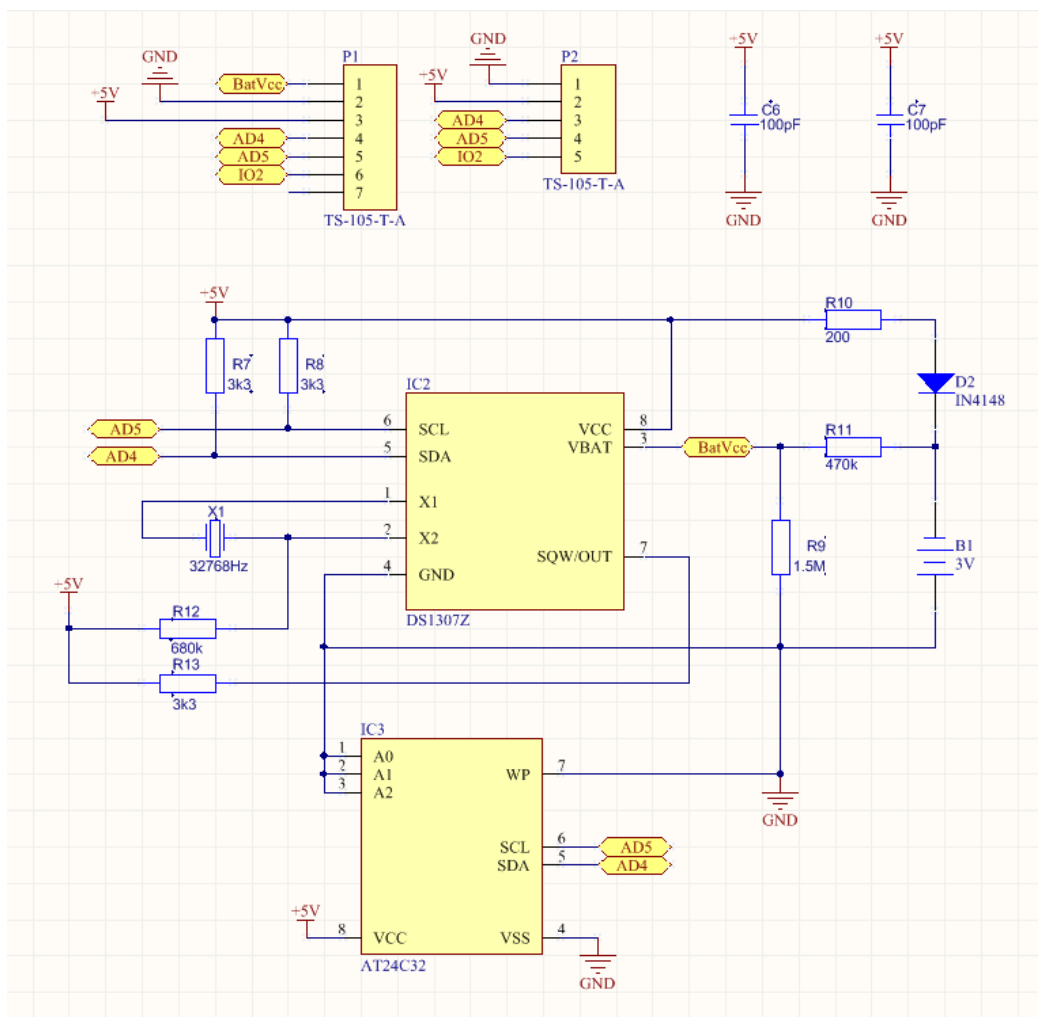 GND
+5V
BatVcc
AD4
AD5
IO2
P1
1
2
3
4
5
6
7
TS-105-T-A
GND
+5V
AD4
AD5
IO2
P2
1
2
3
4
5
TS-105-T-A
+5V
C6
100pF
GND
+5V
C7
100pF
GND
+5V
R7
3k3
R8
3k3
R10
200
D2
IN4148
IC2
AD5
AD4
6
5
1
2
4
SCL
SDA
X1
X2
GND
VCC
VBAT
SQW/OUT
8
3
7
DS1307Z
BatVcc
R11
470k
R9
1.5M
B1
3V
X1
32768Hz
+5V
R12
680k
R13
3k3
IC3
1
2
3
8
A0
A1
A2
VCC
WP
SCL
SDA
VSS
7
6
5
4
AD5
AD4
+5V
AT24C32
GND
GND